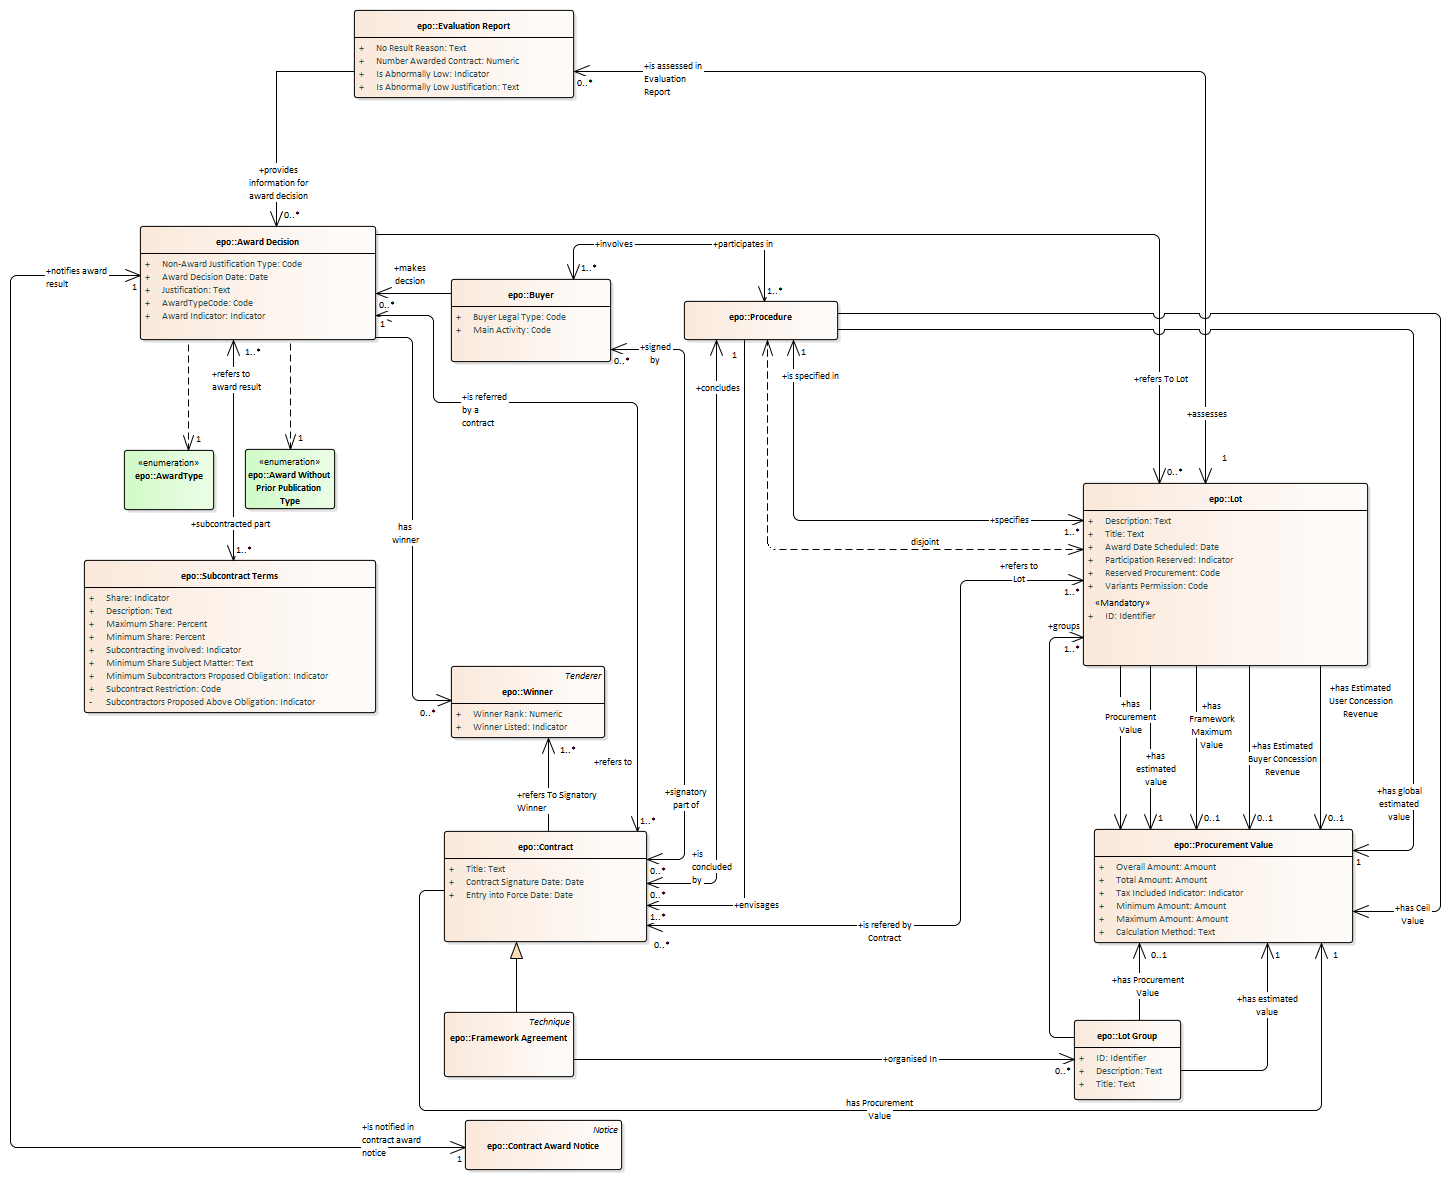 epo::Evaluation Report
+ No Result Reason: Text
+ Number Awarded Contract: Numeric
+ Is Abnormally Low: Indicator
+ Is Abnormally Low Justification: Text
+is assessed in
Evaluation
Report
0..*
+provides
information for
award decision
0..*
epo::Award Decision
+ Non-Award Justification Type: Code
+ Award Decision Date: Date
+ Justification: Text
+ AwardTypeCode: Code
+ Award Indicator: Indicator
+notifies award
result
1
+makes
decsion
0..*
1
+involves
+participates in
1..*
1..*
epo::Buyer
+ Buyer Legal Type: Code
+ Main Activity: Code
epo::Procedure
+signed
by
0..*
1
1
+concludes
+is specified in
+refers To Lot
+assesses
0..*
1
1..*
+refers to
award result
+is referred
by a
contract
1
1
«enumeration»
epo::AwardType
«enumeration»
epo::Award Without
Prior Publication
Type
+subcontracted part
1..*
has
winner
epo::Subcontract Terms
+ Share: Indicator
+ Description: Text
+ Maximum Share: Percent
+ Minimum Share: Percent
+ Subcontracting involved: Indicator
+ Minimum Share Subject Matter: Text
+ Minimum Subcontractors Proposed Obligation: Indicator
+ Subcontract Restriction: Code
- Subcontractors Proposed Above Obligation: Indicator
epo::Lot
+ Description: Text
+ Title: Text
+ Award Date Scheduled: Date
+ Participation Reserved: Indicator
+ Reserved Procurement: Code
+ Variants Permission: Code
«Mandatory»
+ ID: Identifier
+specifies
1..*
disjoint
+refers to
Lot
1..*
+groups
1..*
Tenderer
epo::Winner
+ Winner Rank: Numeric
+ Winner Listed: Indicator
0..*
1..*
+refers to
+refers To Signatory
Winner
+signatory
part of
1..*
+has
Procurement
Value
+has
estimated
value
+has
Framework
Maximum
Value
+has Estimated
Buyer Concession
Revenue
+has Estimated
User Concession
Revenue
+has global
estimated
value
1
0..1
0..1
0..1
epo::Contract
+ Title: Text
+ Contract Signature Date: Date
+ Entry into Force Date: Date
+is
concluded
by
0..*
0..*
+envisages
1..*
+is refered by
Contract
0..*
epo::Procurement Value
+ Overall Amount: Amount
+ Total Amount: Amount
+ Tax Included Indicator: Indicator
+ Minimum Amount: Amount
+ Maximum Amount: Amount
+ Calculation Method: Text
1
+has Ceil
Value
0..1
1
1
+has Procurement
Value
+has estimated
value
Technique
epo::Framework Agreement
+organised In
0..*
epo::Lot Group
+ ID: Identifier
+ Description: Text
+ Title: Text
has Procurement
Value
+is notified in
contract award
notice
1
Notice
epo::Contract Award Notice